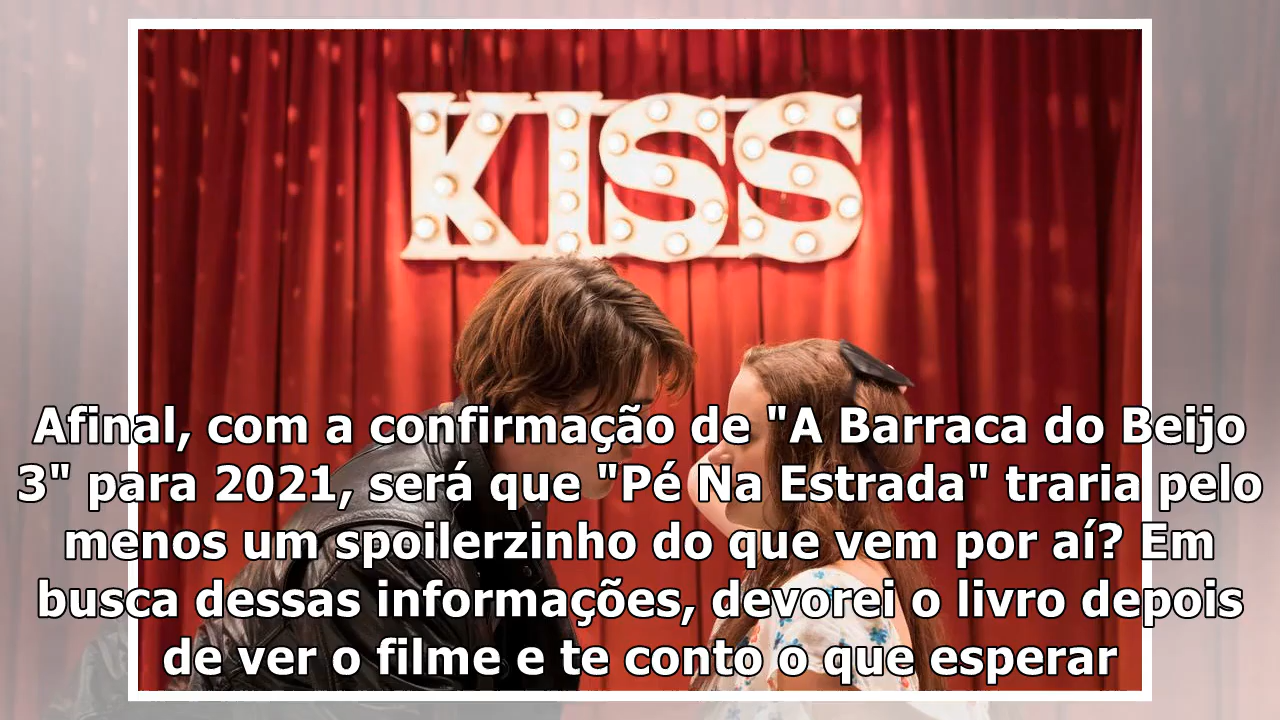 KISS
Afinal, com a confirmação de "A Barraca do Beijo
3" para 2021, será que "Pé Na Estrada" traria pelo
menos um spoilerzinho do que vem por aí? Em
busca dessas informações, devorei o livro depois
de ver o filme e te conto o que esperar